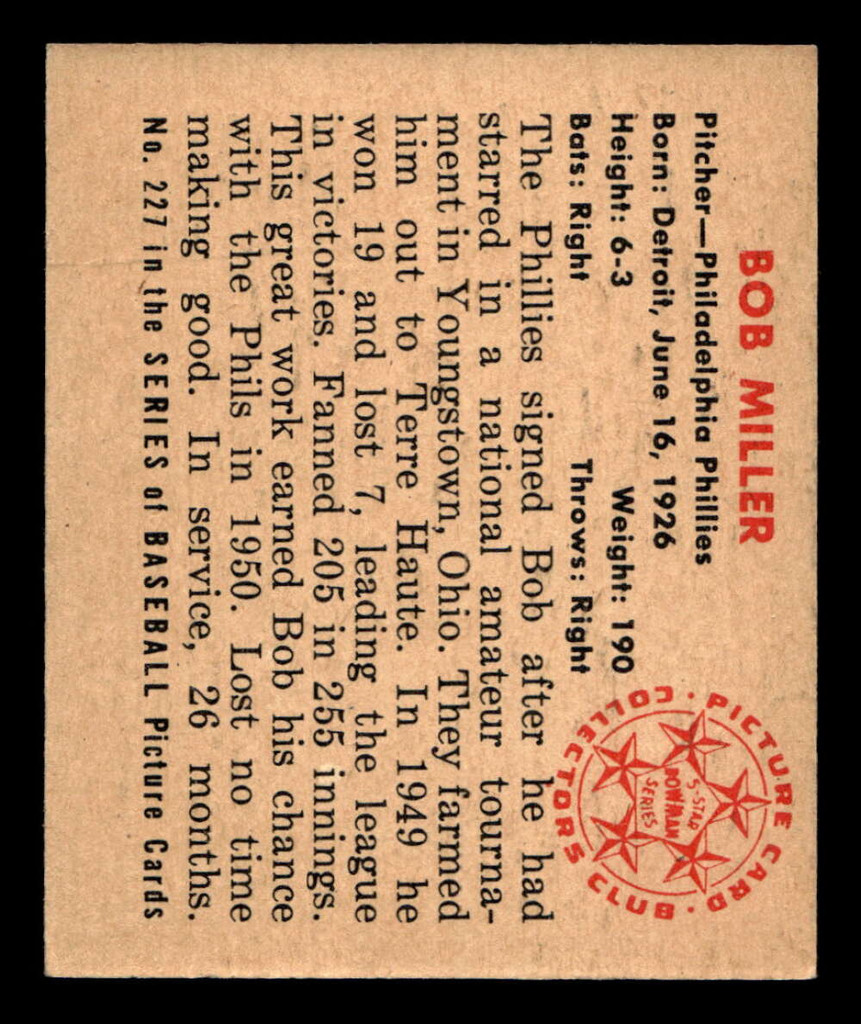 BOB MILLER
Pitcher—Philadelphia Phillies
Born: Detroit, June 16, 1926
Height: 6-3 Weight: 190
Bats: Right Throws: Right
The Phillies signed Bob after he had
starred in a national amateur tourna-
ment in Youngstown, Ohio. They farmed
him out to Terre Haute. In 1949 he
won 19 and lost 7, leading the league
in victories. Fanned 205 in 255 innings.
This great work earned Bob his chance
with the Phils in 1950. Lost no time
making good. In service, 26 months.
No. 227 in the SERIES of BASEBALL Picture Cards
PICTURE CARD · COLLECTORS CLUB ·
5-STAR
BOWMAN
SERIES